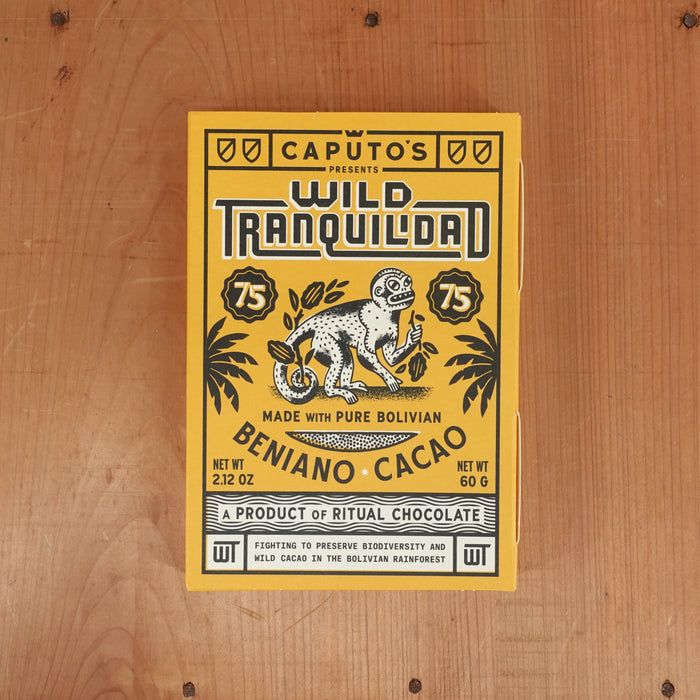 CAPUTO'S
PRESENTS
WILD
TRANQUILIDAD
75 75
MADE WITH PURE BOLIVIAN
BENIANO • CACAO
NET WT
2.12 OZ
NET WT
60 G
A PRODUCT OF RITUAL CHOCOLATE
WT
FIGHTING TO PRESERVE BIODIVERSITY AND
WILD CACAO IN THE BOLIVIAN RAINFOREST
WT